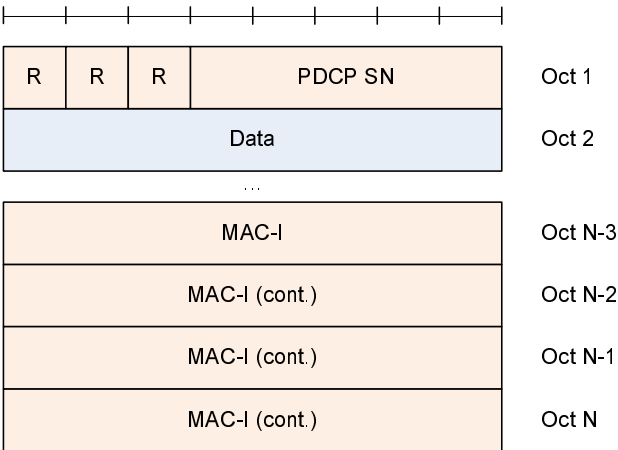 R R R PDCP SN Oct 1
Data Oct 2
...
MAC-I Oct N-3
MAC-I (cont.) Oct N-2
MAC-I (cont.) Oct N-1
MAC-I (cont.) Oct N